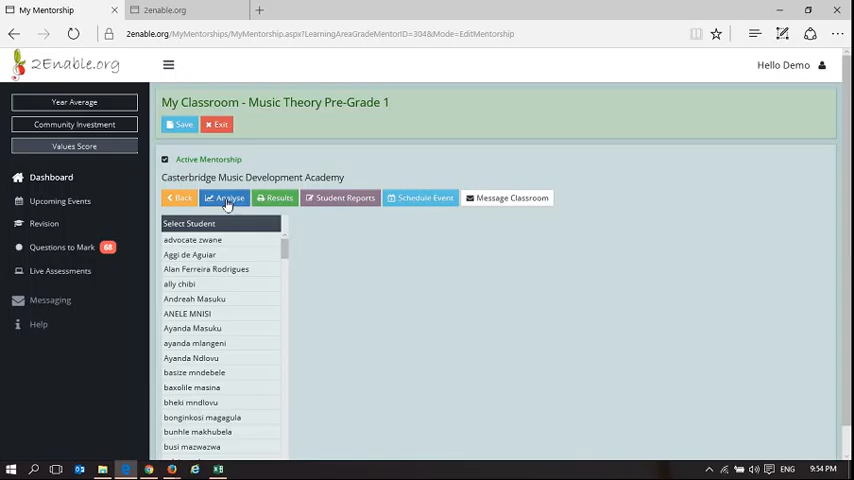 My Mentorship
2enable.org
2enable.org/MyMentorships/MyMentorship.aspx?LearningAreaGradeMentorID=304&Mode=EditMentorship
2Enable.org
Hello Demo
Year Average
Community Investment
Values Score
Dashboard
Upcoming Events
Revision
Questions to Mark 68
Live Assessments
Messaging
Help
My Classroom - Music Theory Pre-Grade 1
Save Exit
Active Mentorship
Casterbridge Music Development Academy
Back Analyse Results Student Reports Schedule Event Message Classroom
Select Student
advocate zwane
Aggi de Aguiar
Alan Ferreira Rodrigues
ally chibi
Andreah Masuku
ANELE MNISI
Ayanda Masuku
ayanda mlangeni
Ayanda Ndlovu
basize mndebele
baxolile masina
bheki mndlovu
bonginkosi magagula
bunhle makhubela
busi mazwazwa
ENG 9:54 PM